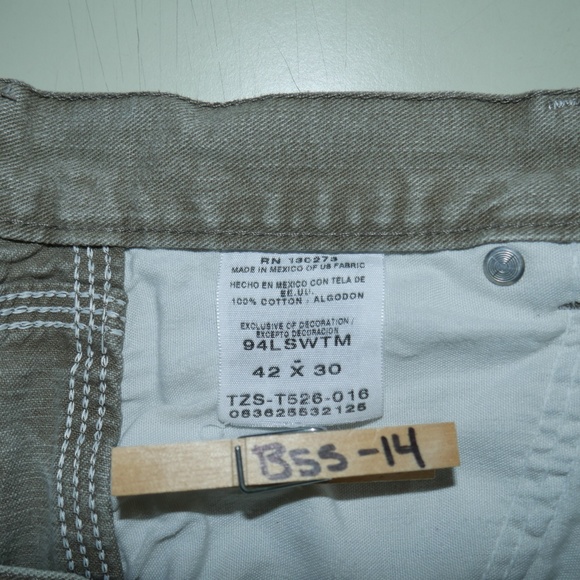 RN 130273
MADE IN MEXICO OF US FABRIC
HECHO EN MEXICO CON TELA DE
EE.UU.
100% COTTON / ALGODON
EXCLUSIVE OF DECORATION /
EXCEPTO DECORACION
94LSWTM
-
42 X 30
TZS-T526-016
083625532125
BSS-14